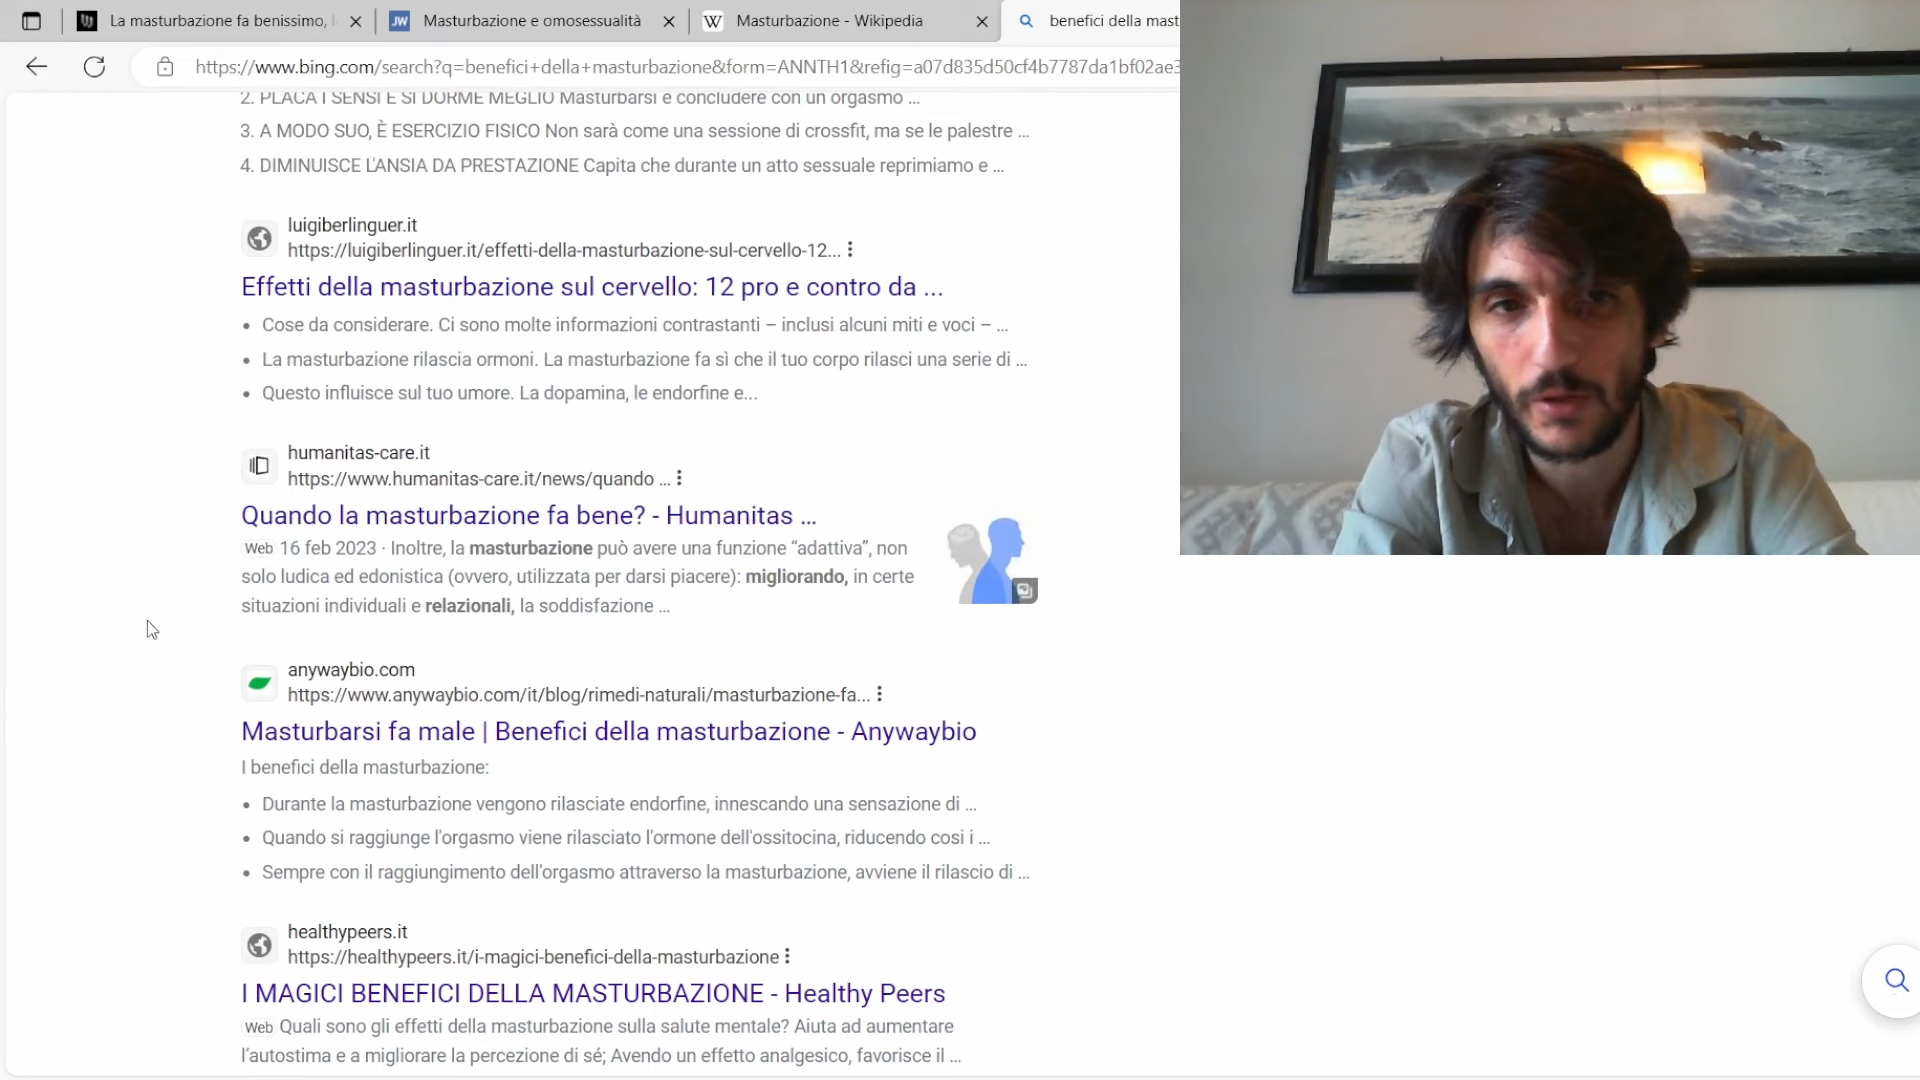 La masturbazione fa benissimo,
JW
Masturbazione e omosessualità
W
Masturbazione - Wikipedia
benefici della mast
https://www.bing.com/search?q=benefici+della+masturbazione&form=ANNTH1&refig=a07d835d50cf4b7787da1bf02ae3
2. PLACA I SENSI E SI DORME MEGLIO Masturbarsi e concludere con un orgasmo ...
3. A MODO SUO, È ESERCIZIO FISICO Non sarà come una sessione di crossfit, ma se le palestre ...
4. DIMINUISCE L'ANSIA DA PRESTAZIONE Capita che durante un atto sessuale reprimiamo e ...
luigiberlinguer.it
https://luigiberlinguer.it/effetti-della-masturbazione-sul-cervello-12...
Effetti della masturbazione sul cervello: 12 pro e contro da ...
• Cose da considerare. Ci sono molte informazioni contrastanti – inclusi alcuni miti e voci – ...
• La masturbazione rilascia ormoni. La masturbazione fa sì che il tuo corpo rilasci una serie di ...
• Questo influisce sul tuo umore. La dopamina, le endorfine e...
humanitas-care.it
https://www.humanitas-care.it/news/quando ...
Quando la masturbazione fa bene? - Humanitas ...
Web 16 feb 2023 · Inoltre, la masturbazione può avere una funzione “adattiva”, non
solo ludica ed edonistica (ovvero, utilizzata per darsi piacere): migliorando, in certe
situazioni individuali e relazionali, la soddisfazione ...
anywaybio.com
https://www.anywaybio.com/it/blog/rimedi-naturali/masturbazione-fa...
Masturbarsi fa male | Benefici della masturbazione - Anywaybio
I benefici della masturbazione:
• Durante la masturbazione vengono rilasciate endorfine, innescando una sensazione di ...
• Quando si raggiunge l'orgasmo viene rilasciato l'ormone dell'ossitocina, riducendo cosi i ...
• Sempre con il raggiungimento dell'orgasmo attraverso la masturbazione, avviene il rilascio di ...
healthypeers.it
https://healthypeers.it/i-magici-benefici-della-masturbazione
I MAGICI BENEFICI DELLA MASTURBAZIONE - Healthy Peers
Web Quali sono gli effetti della masturbazione sulla salute mentale? Aiuta ad aumentare
l’autostima e a migliorare la percezione di sé; Avendo un effetto analgesico, favorisce il ...